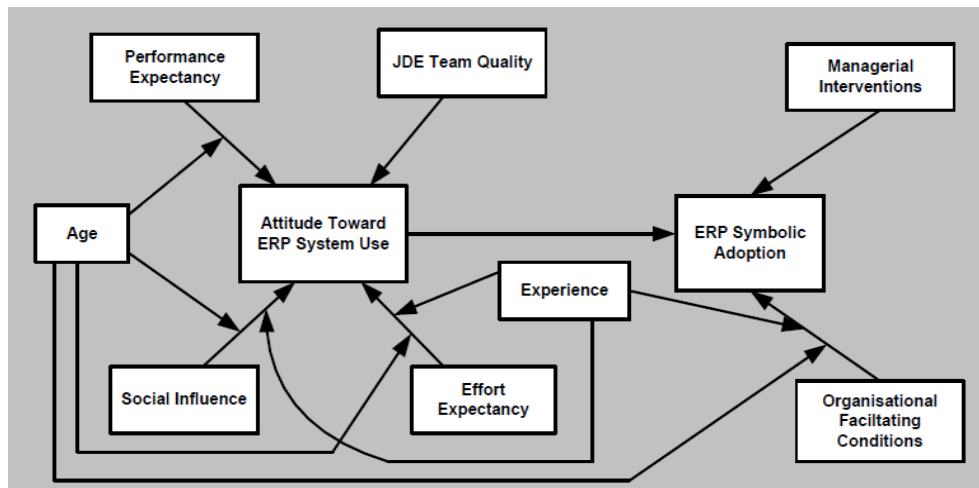 Performance
Expectancy
JDE Team Quality
Managerial
Interventions
Age
Attitude Toward
ERP System Use
ERP Symbolic
Adoption
Experience
Social Influence
Effort
Expectancy
Organisational
Faciltating
Conditions